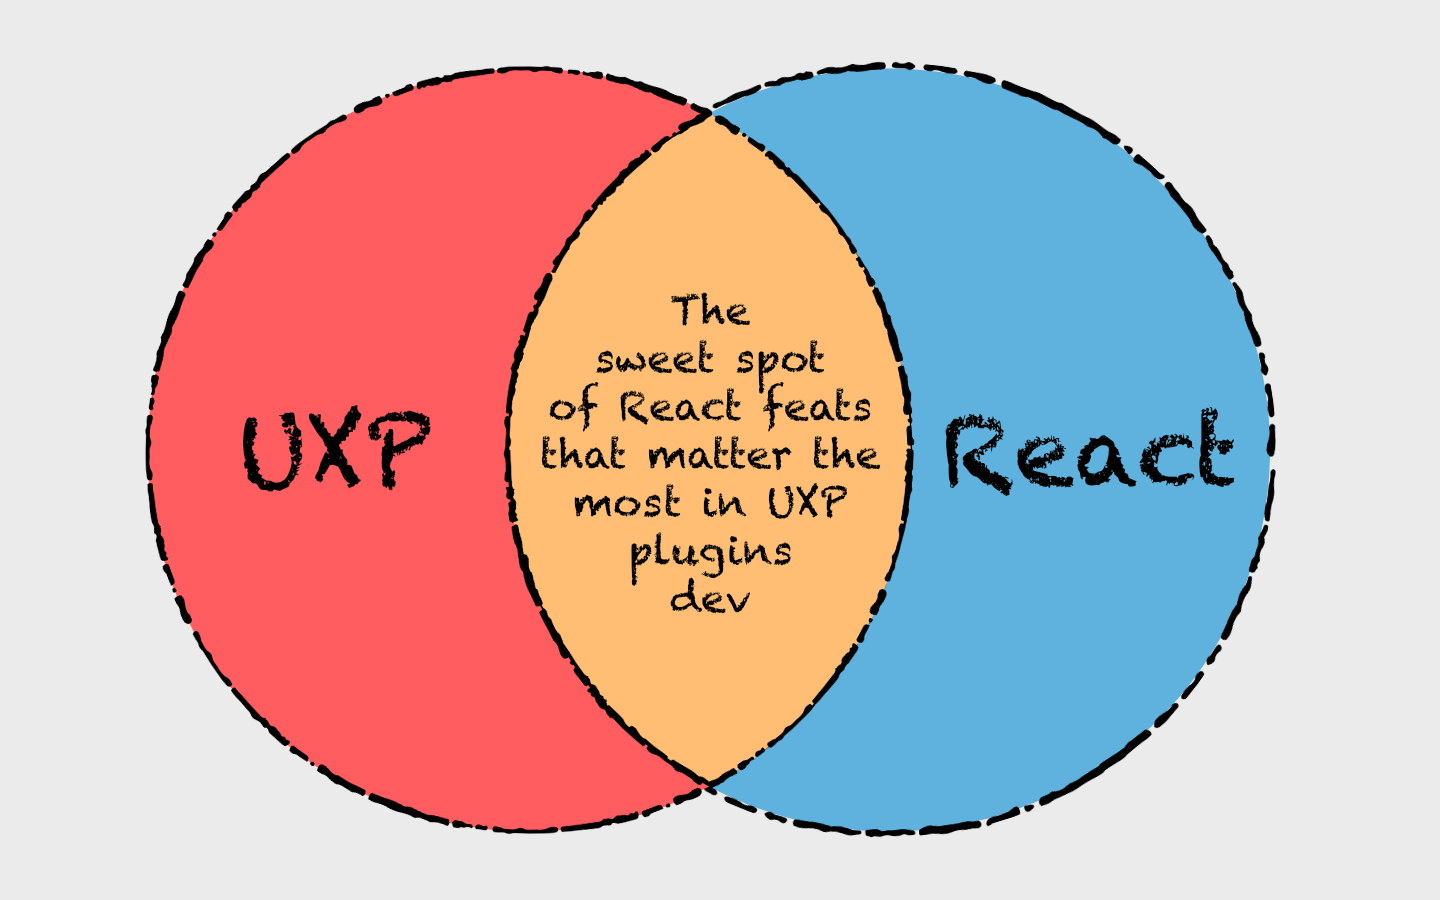 UXP
The
sweet spot
of React feats
that matter the
most in UXP
plugins
dev
React